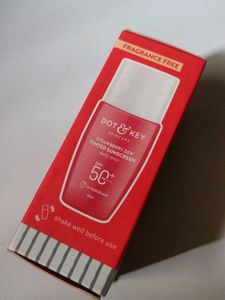 FRAGRANCE FREE
DOT & KEY
SKINCARE
STRAWBERRY DEW
TINTED SUNSCREEN
SPF
50+
shake well before use